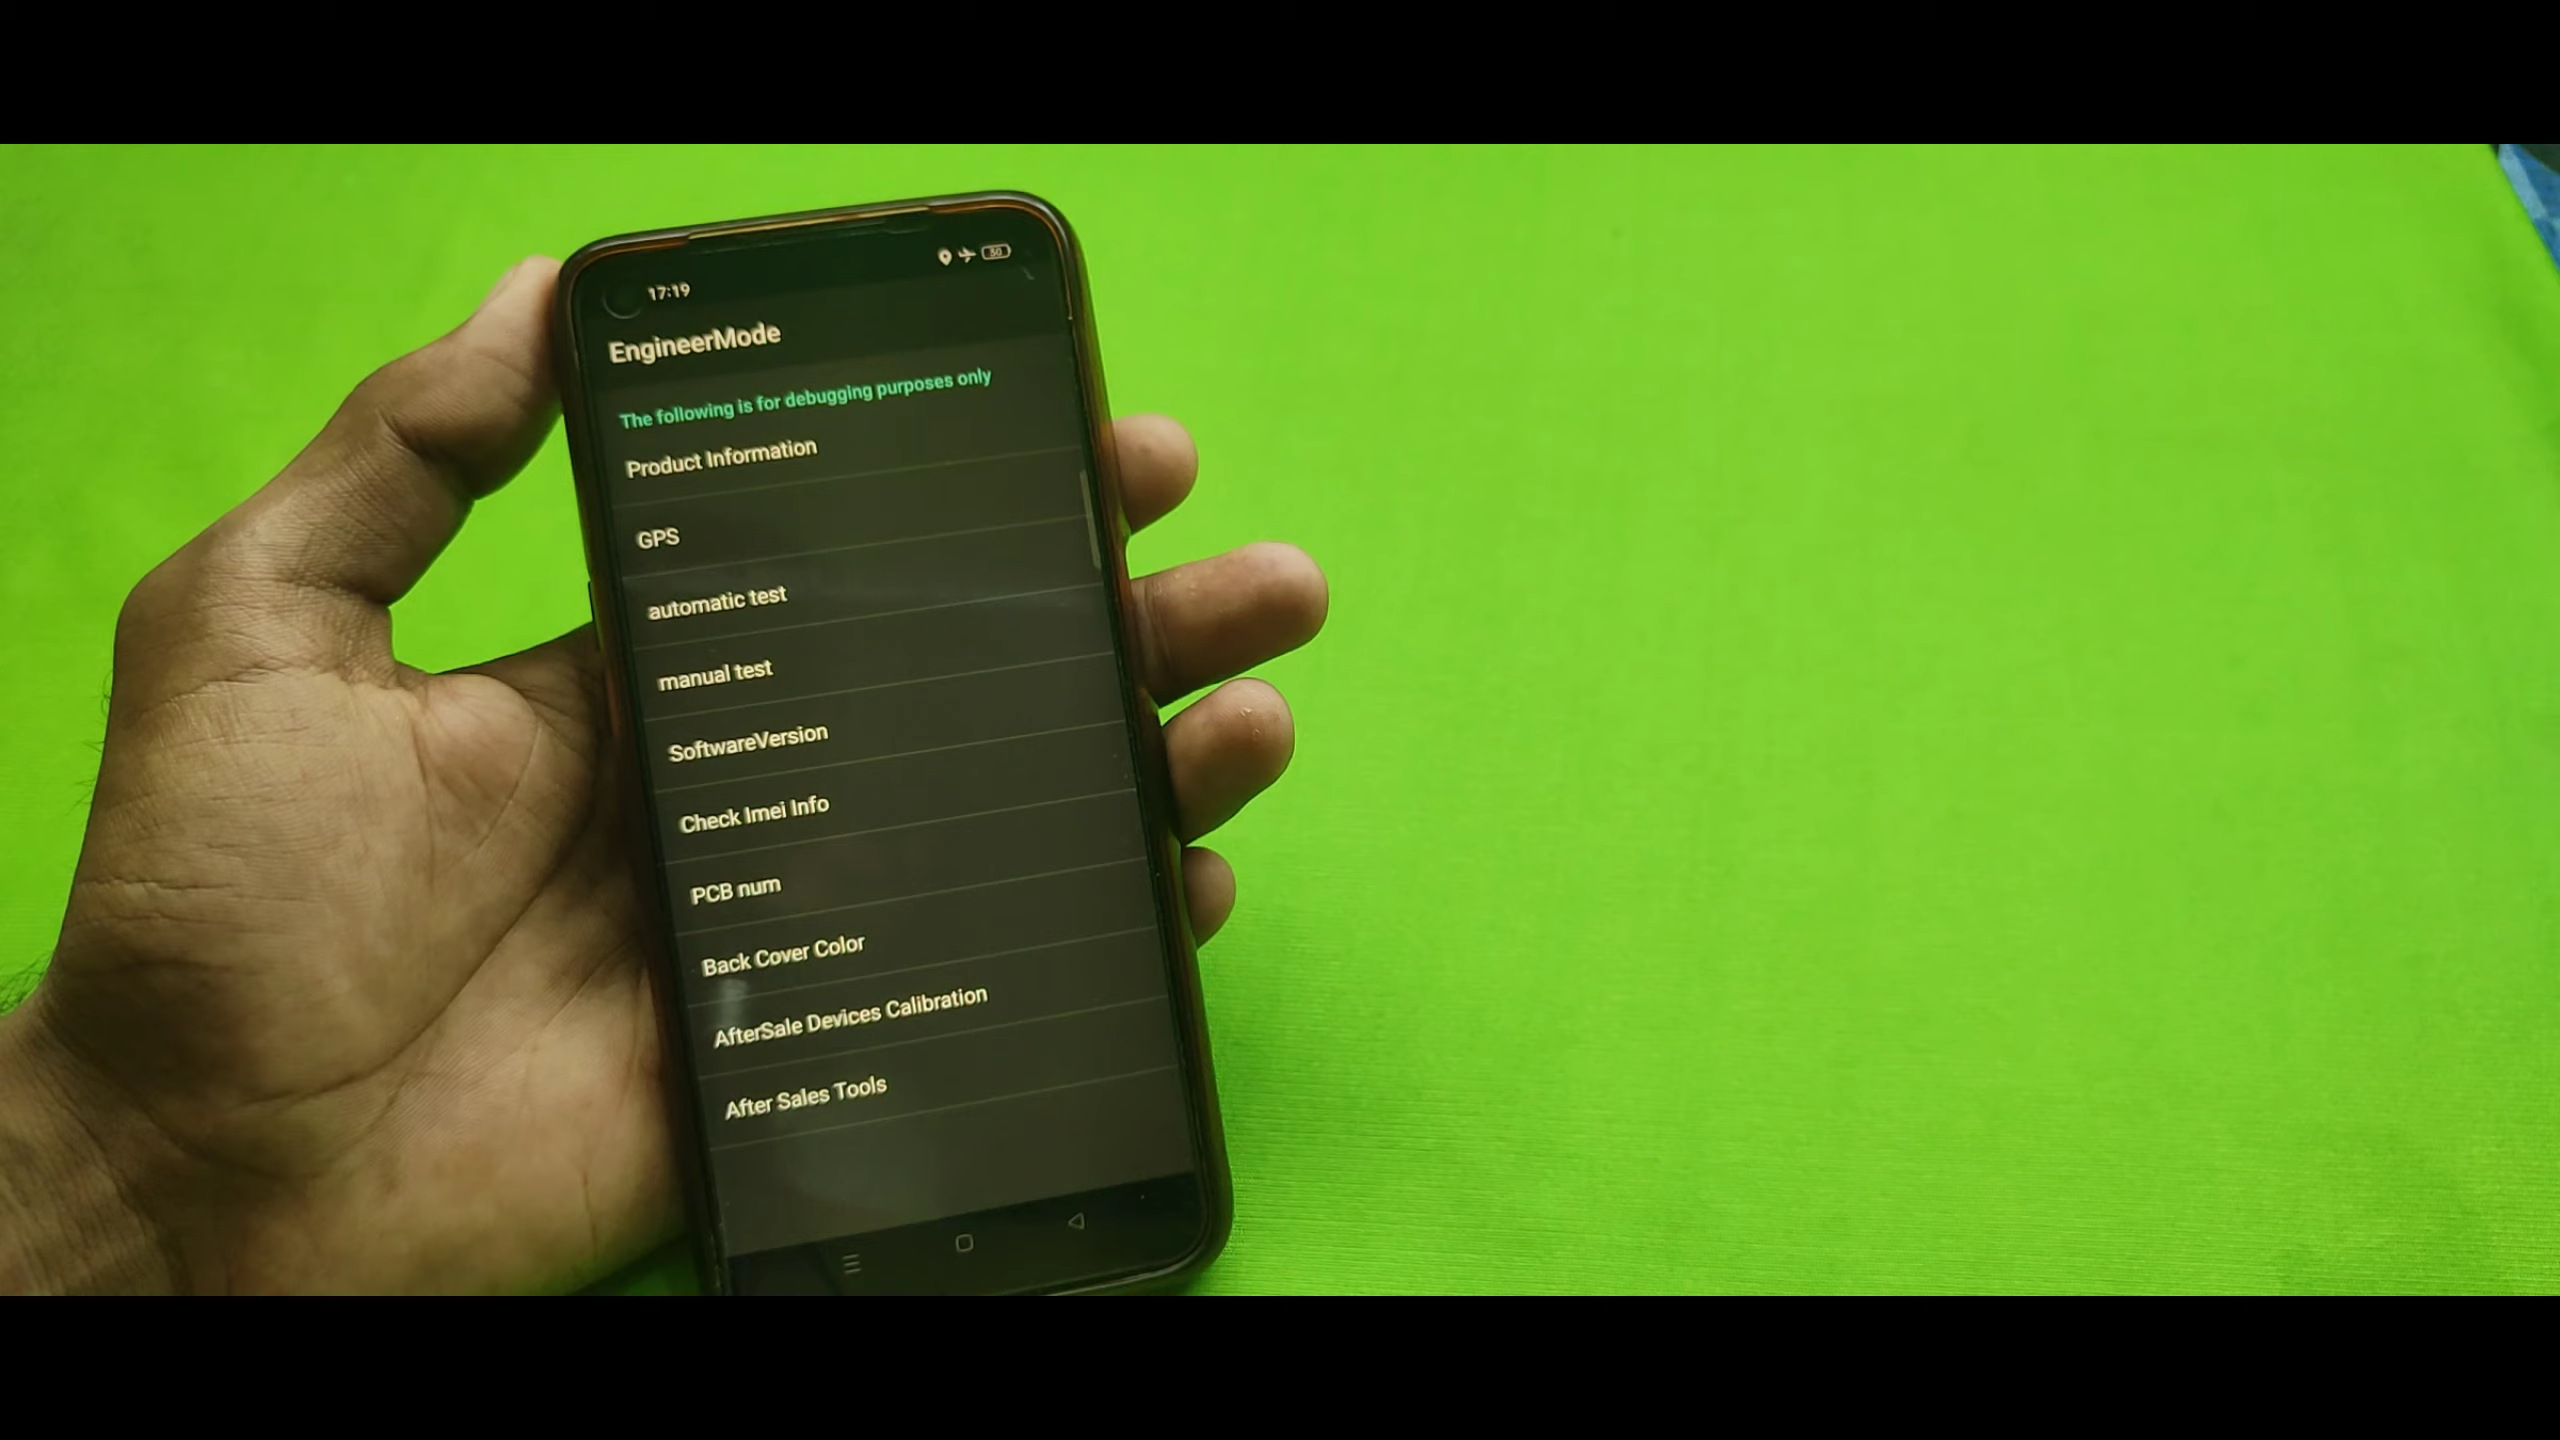 17:19
30
EngineerMode
The following is for debugging purposes only
Product Information
GPS
automatic test
manual test
SoftwareVersion
Check Imei Info
PCB num
Back Cover Color
AfterSale Devices Calibration
After Sales Tools